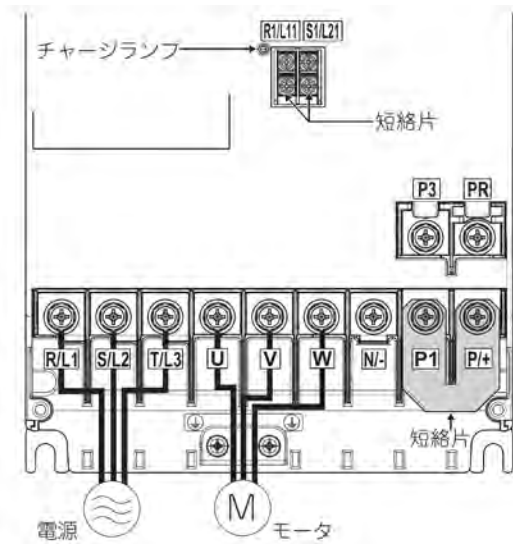 R1/L11 S1/L21
チャージランプ
短絡片
P3 PR
R/L1 S/L2 T/L3 U V W N/- P1 P/+
短絡片
M
電源 モータ